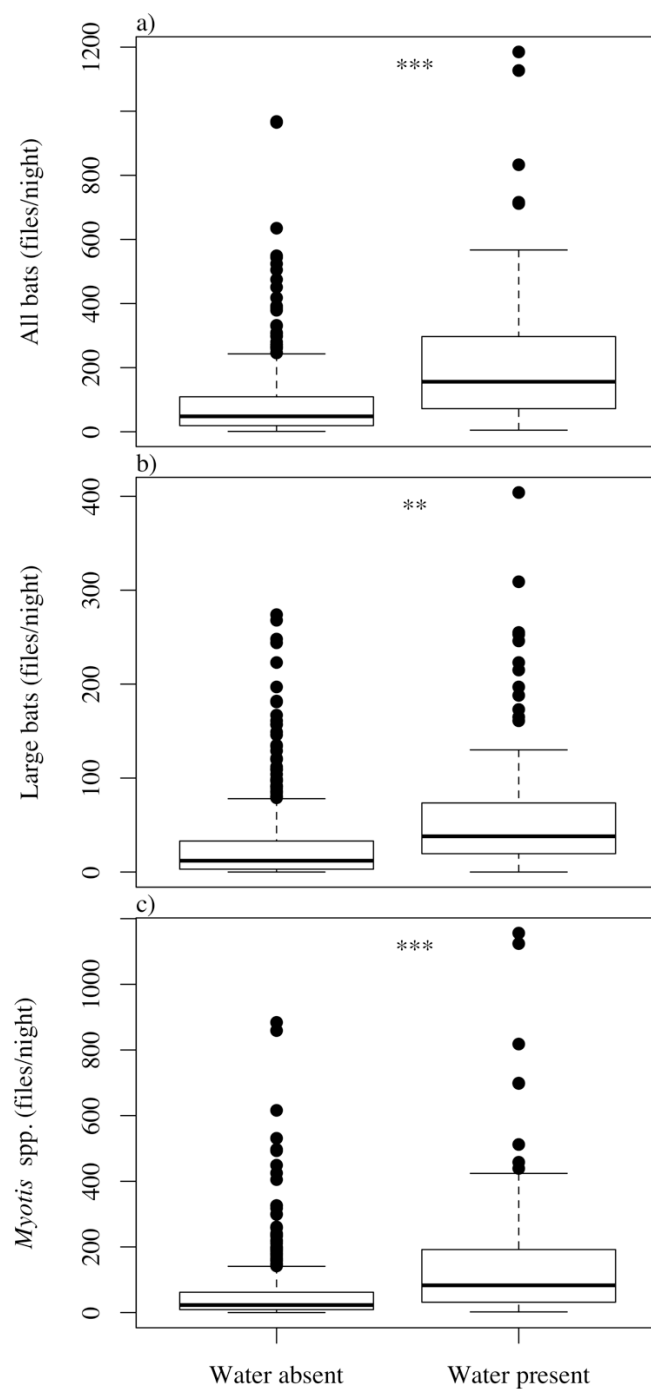 a)
All bats (files/night)
1200
800
600
400
200
0
***
b)
Large bats (files/night)
400
300
200
100
0
**
c)
Myotis spp. (files/night)
1000
800
600
400
200
0
***
Water absent
Water present